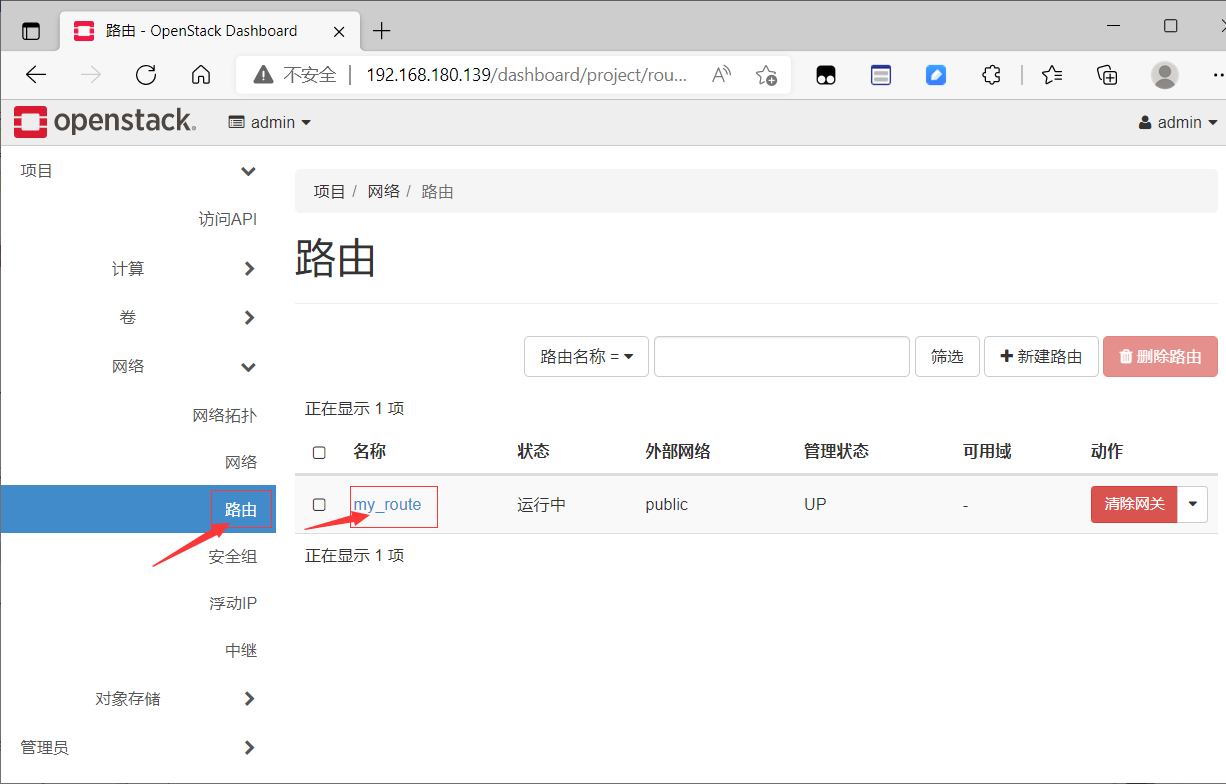 路由 - OpenStack Dashboard
不安全 192.168.180.139/dashboard/project/rou...
openstack. admin admin
项目
访问API
计算
卷
网络
网络拓扑
网络
路由
安全组
浮动IP
中继
对象存储
管理员
项目 / 网络 / 路由
路由
路由名称 = 筛选 新建路由 删除路由
正在显示 1 项
名称 状态 外部网络 管理状态 可用域 动作
my_route 运行中 public UP - 清除网关
正在显示 1 项